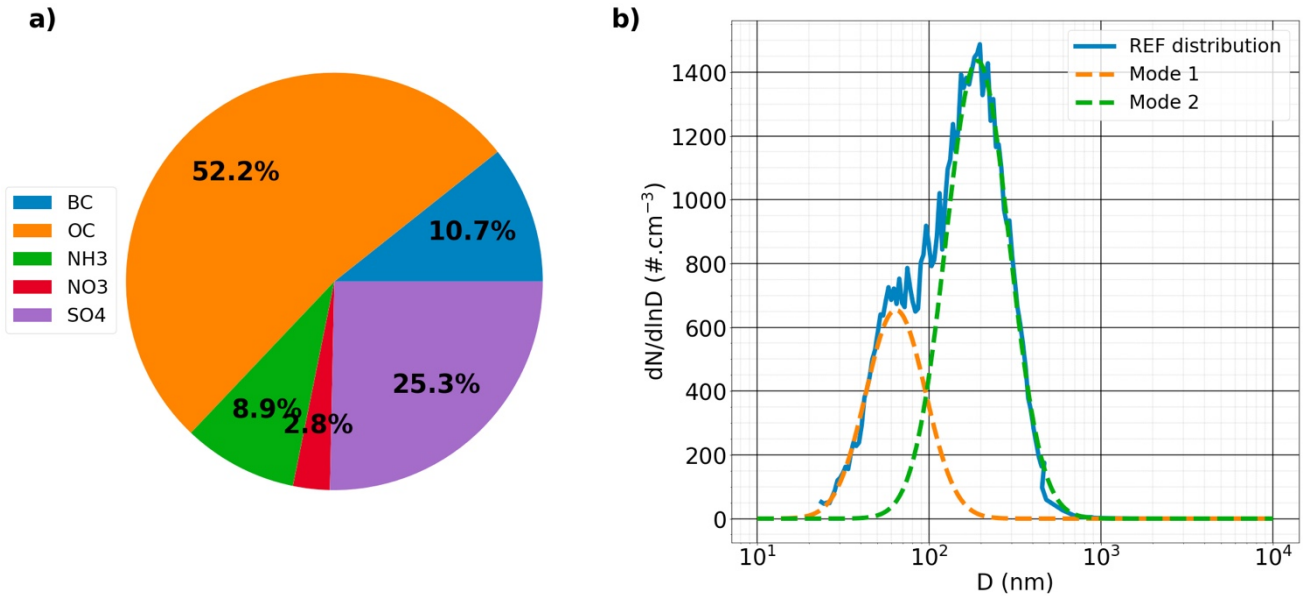 a)
BC
OC
NH3
NO3
SO4
52.2%
10.7%
8.9%
2.8%
25.3%
b)
REF distribution
Mode 1
Mode 2
dN/dlnD (#.cm⁻³)
1400
1200
1000
800
600
400
200
0
10¹
10²
10³
10⁴
D (nm)